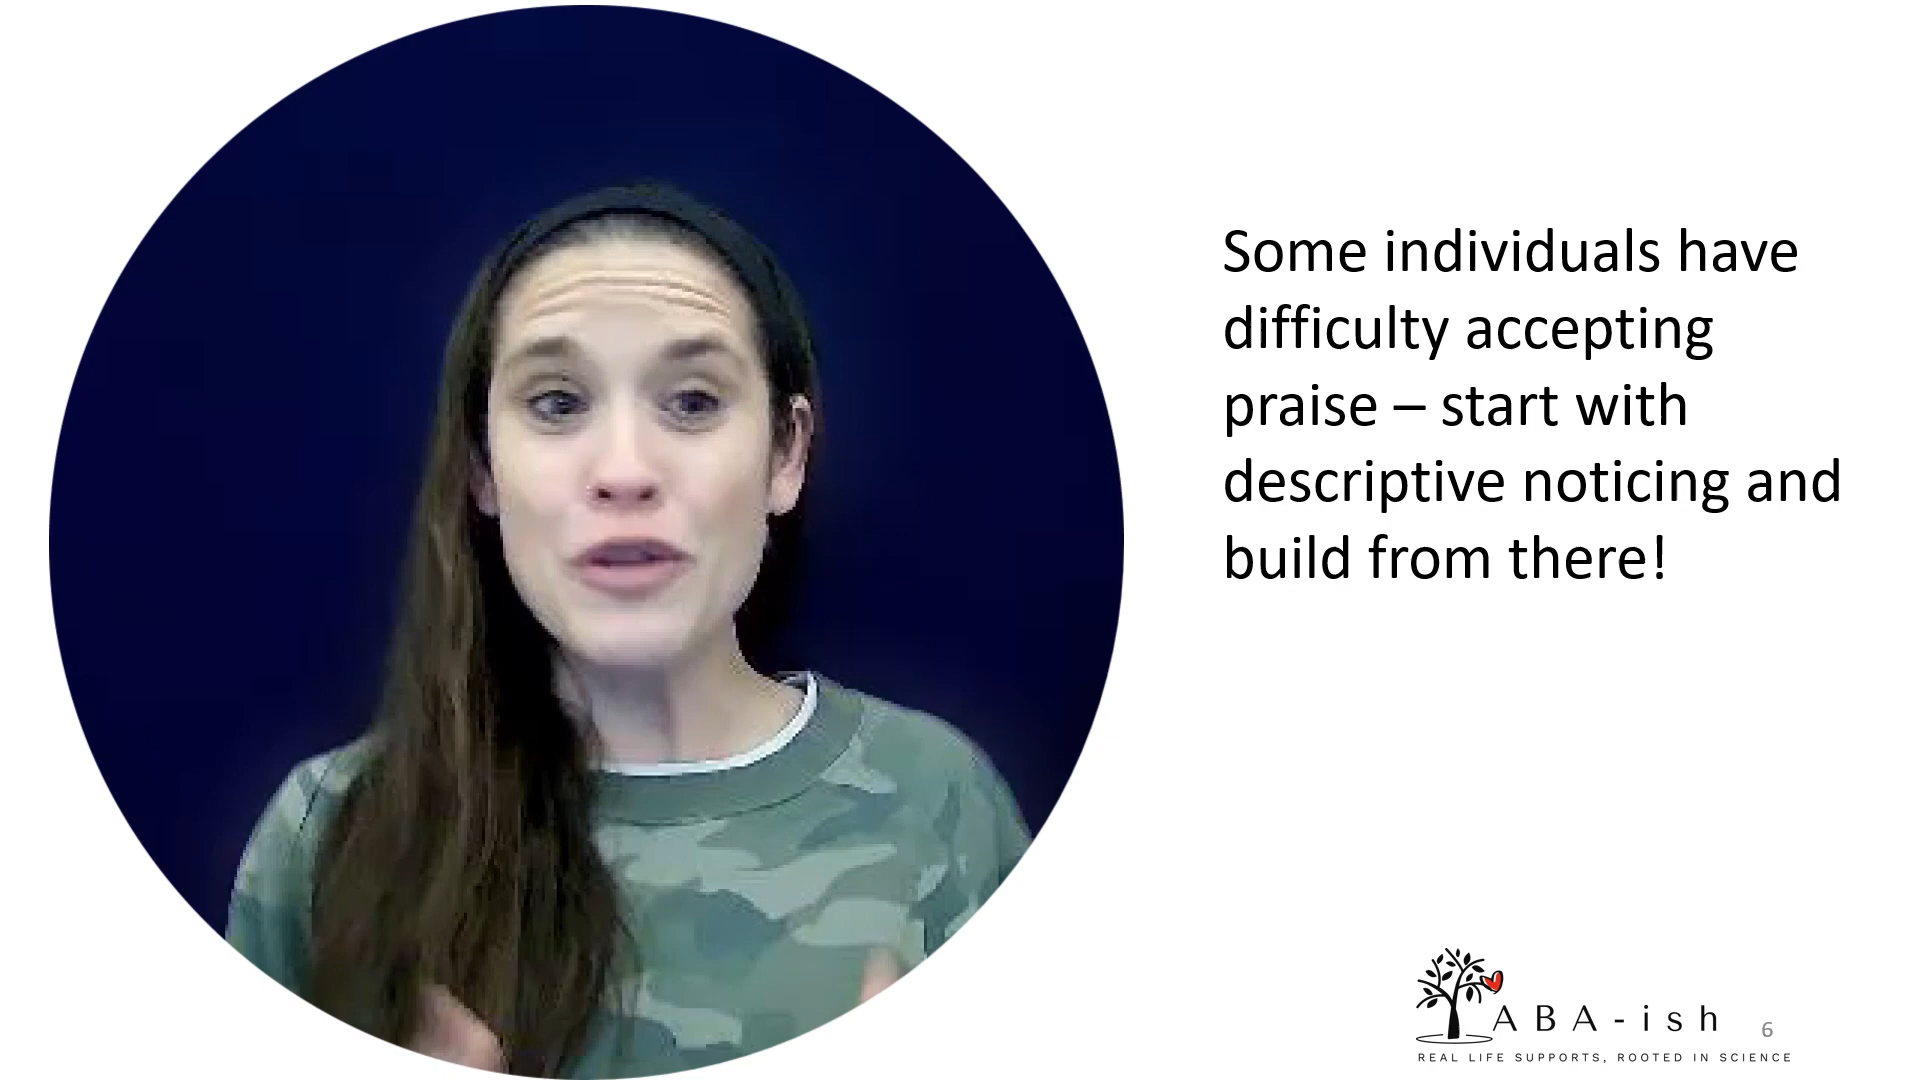 Some individuals have
difficulty accepting
praise – start with
descriptive noticing and
build from there!
ABA-ish
6
REAL LIFE SUPPORTS, ROOTED IN SCIENCE